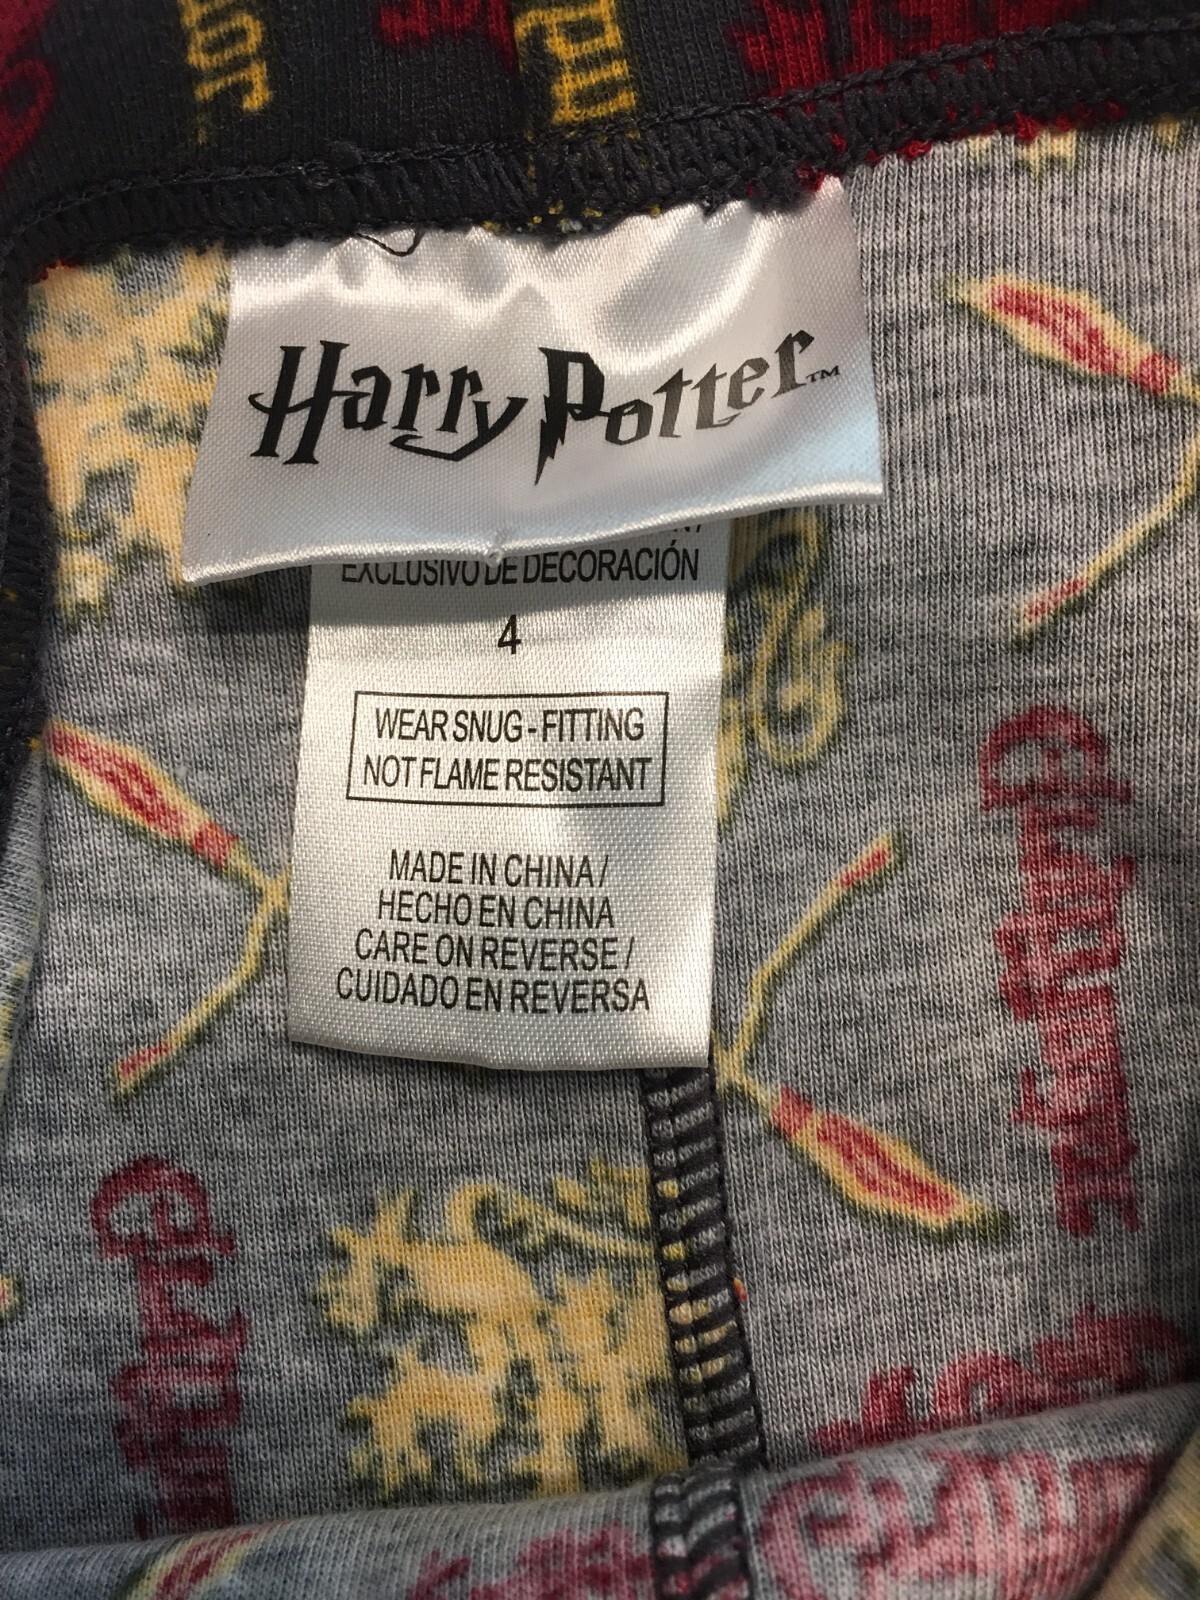 Harry Potter™
EXCLUSIVO DE DECORACIÓN
4
WEAR SNUG - FITTING
NOT FLAME RESISTANT
MADE IN CHINA /
HECHO EN CHINA
CARE ON REVERSE /
CUIDADO EN REVERSA